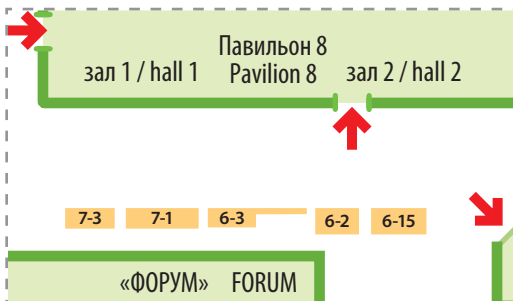 Павильон 8
зал 1 / hall 1 Pavilion 8 зал 2 / hall 2
7-3 7-1 6-3 6-2 6-15
«ФОРУМ» FORUM